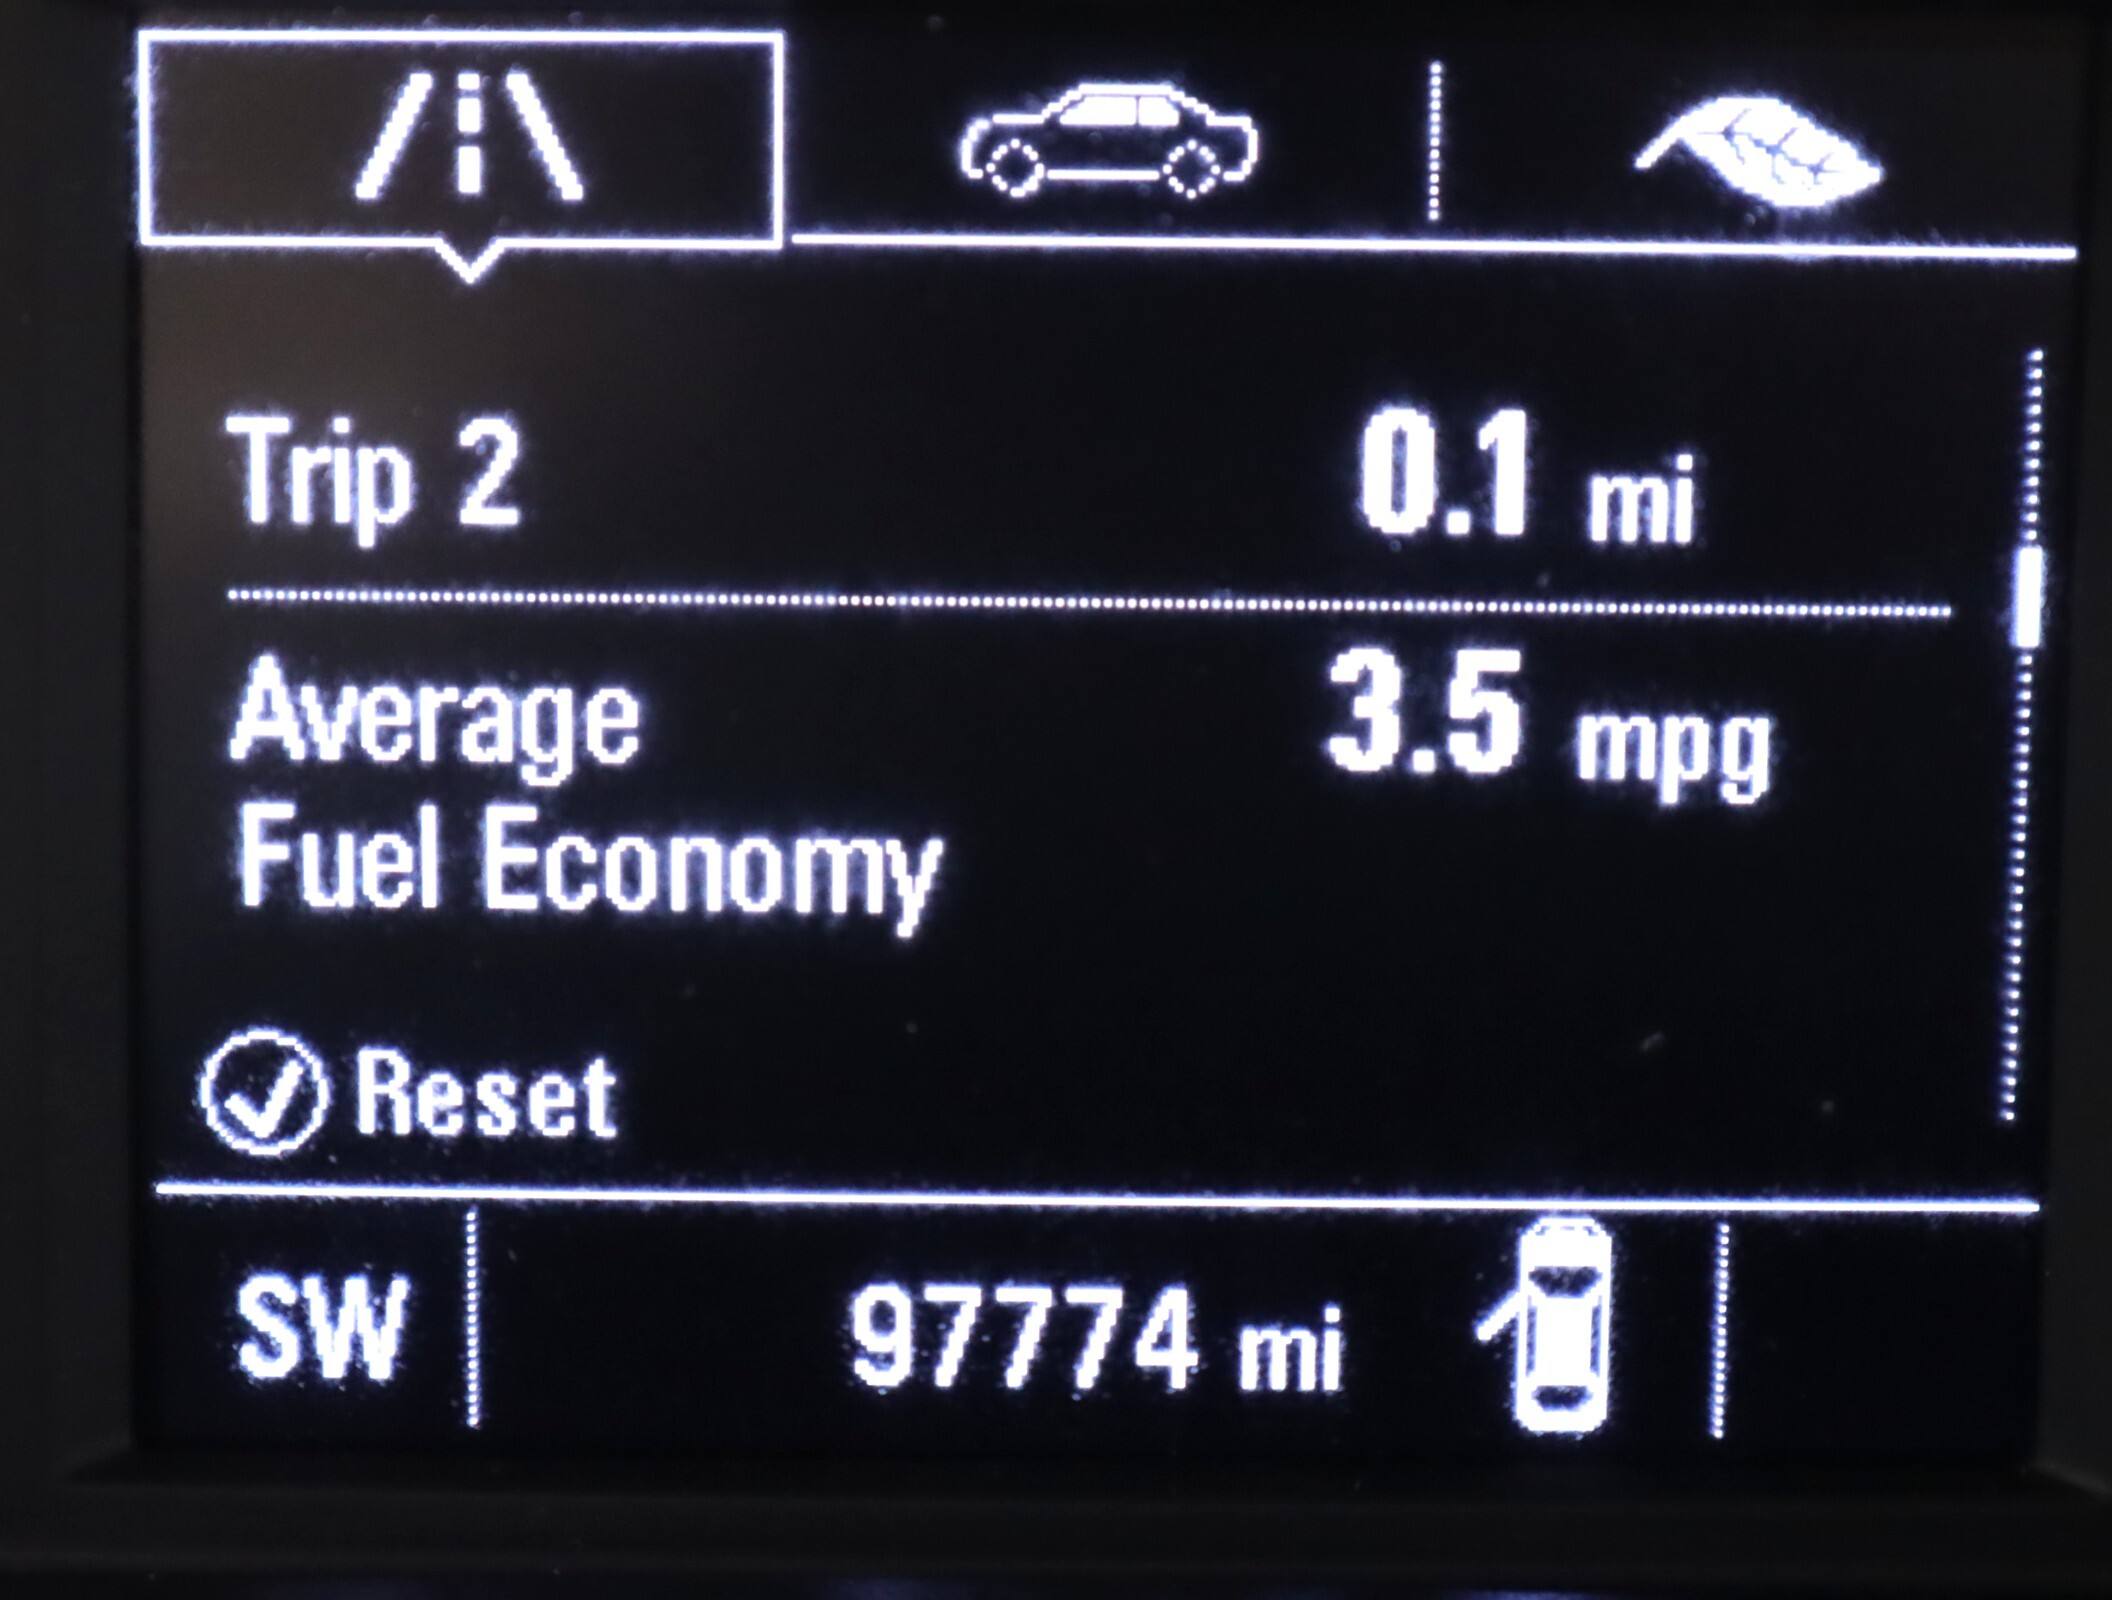 Trip 2 0.1 mi
Average 3.5 mpg
Fuel Economy
Reset
SW 97774 mi